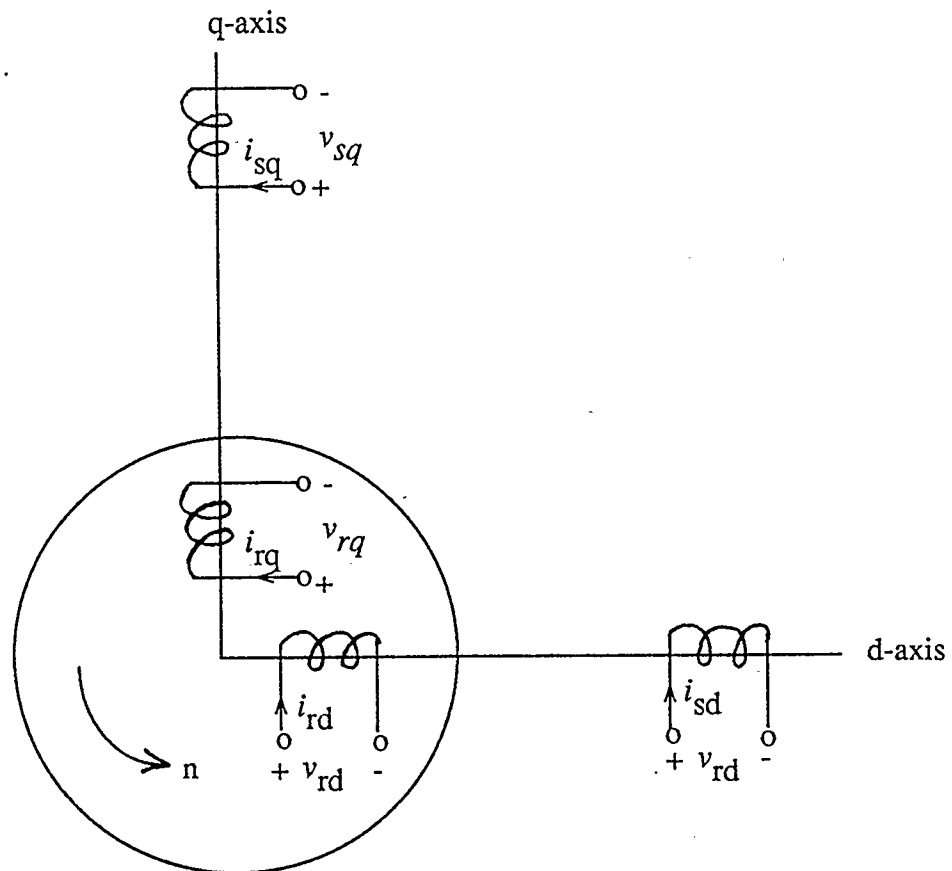 q-axis
o -
v_sq
i_sq
o +
o -
v_rq
i_rq
o +
d-axis
i_rd
o o
+ v_rd -
i_sd
o o
+ v_rd -
n